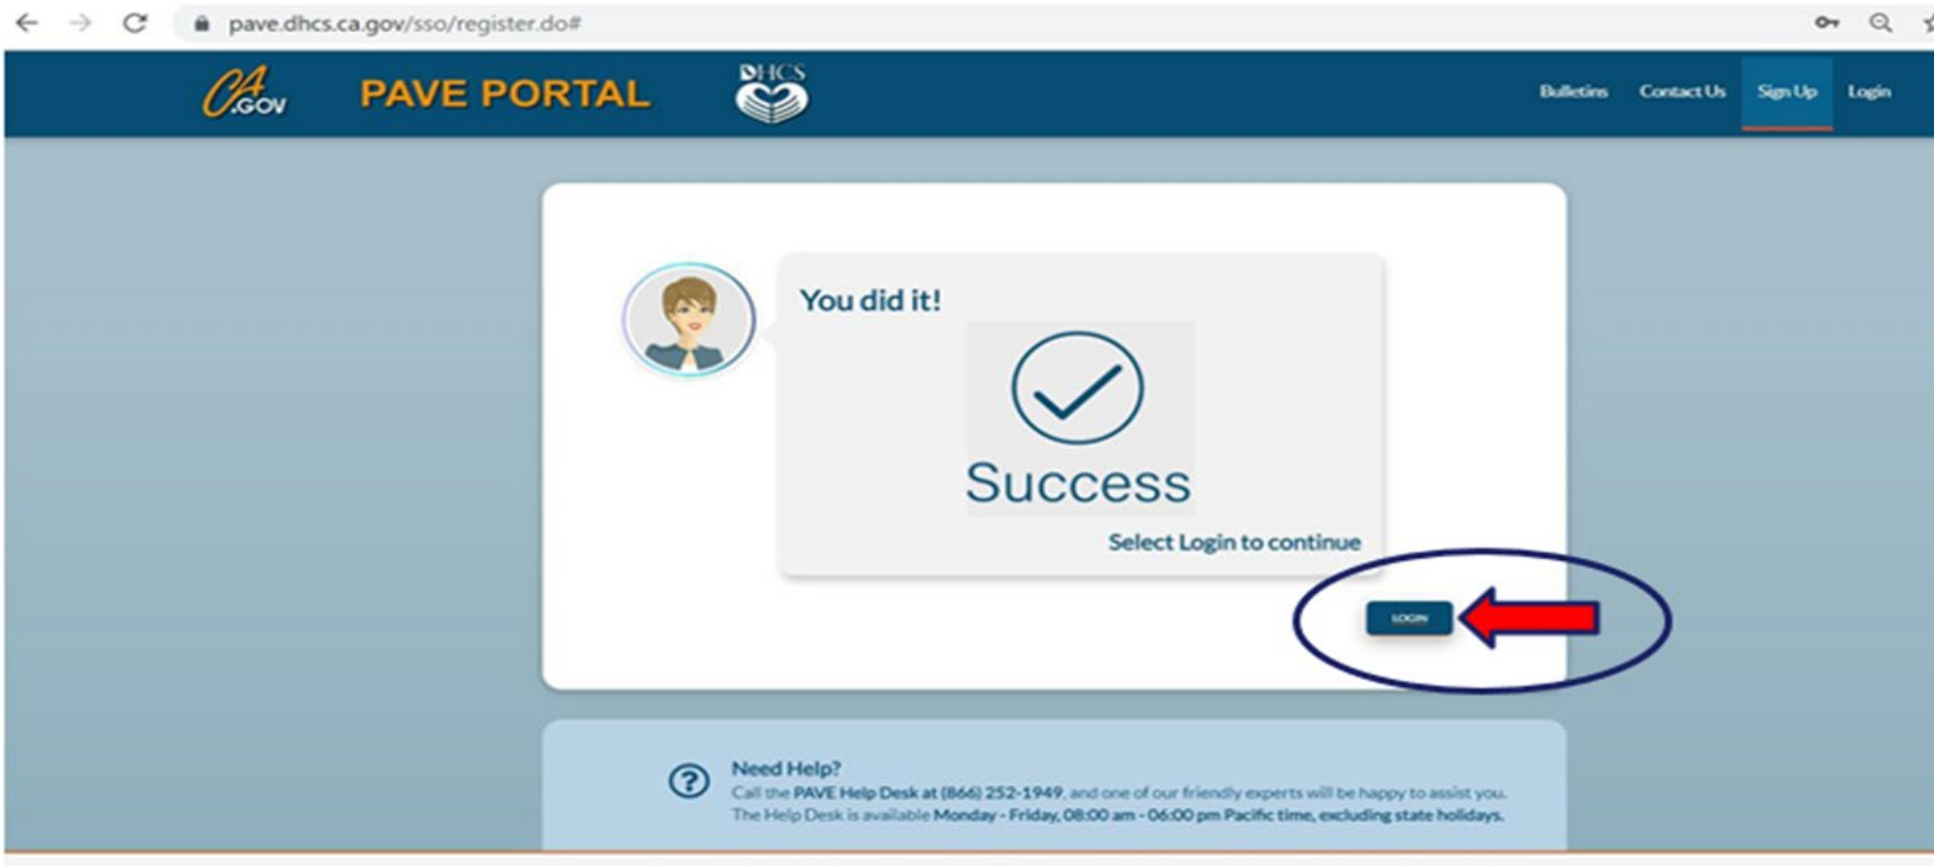 pave.dhcs.ca.gov/sso/register.do#
CA.GOV
PAVE PORTAL
DHCS
Bulletins Contact Us Sign Up Login
You did it!
Success
Select Login to continue
LOGIN
Need Help?
Call the PAVE Help Desk at (866) 252-1949, and one of our friendly experts will be happy to assist you.
The Help Desk is available Monday - Friday, 08:00 am - 06:00 pm Pacific time, excluding state holidays.